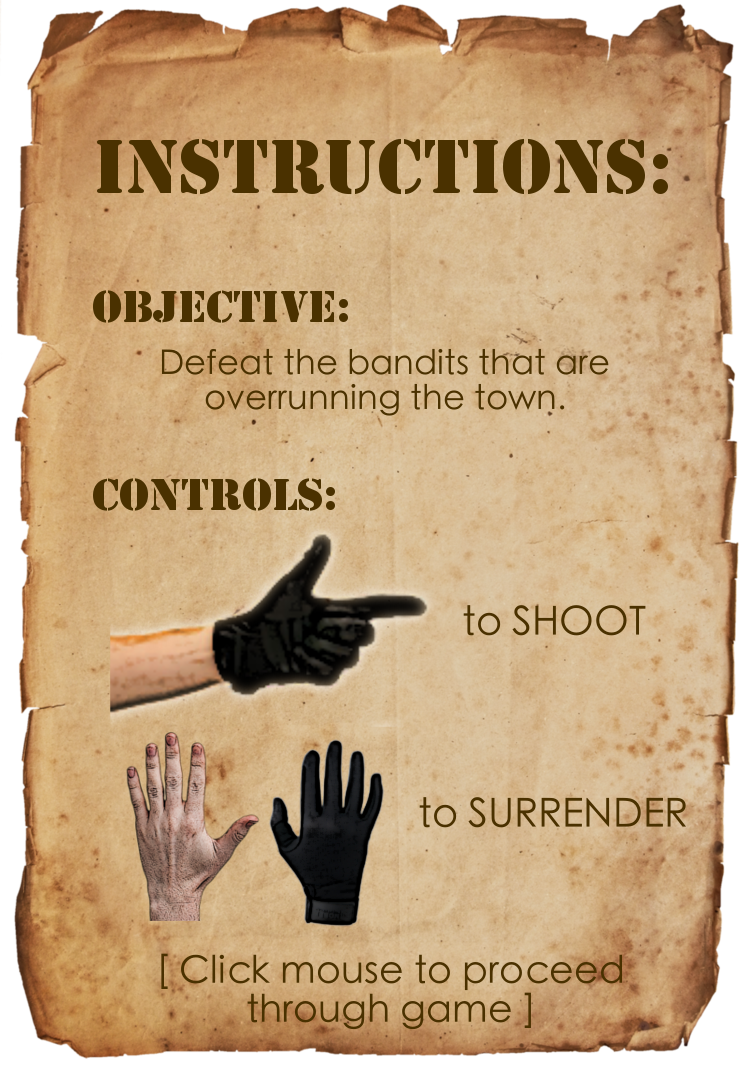 INSTRUCTIONS:
OBJECTIVE:
Defeat the bandits that are
overrunning the town.
CONTROLS:
to SHOOT
to SURRENDER
[ Click mouse to proceed
through game ]